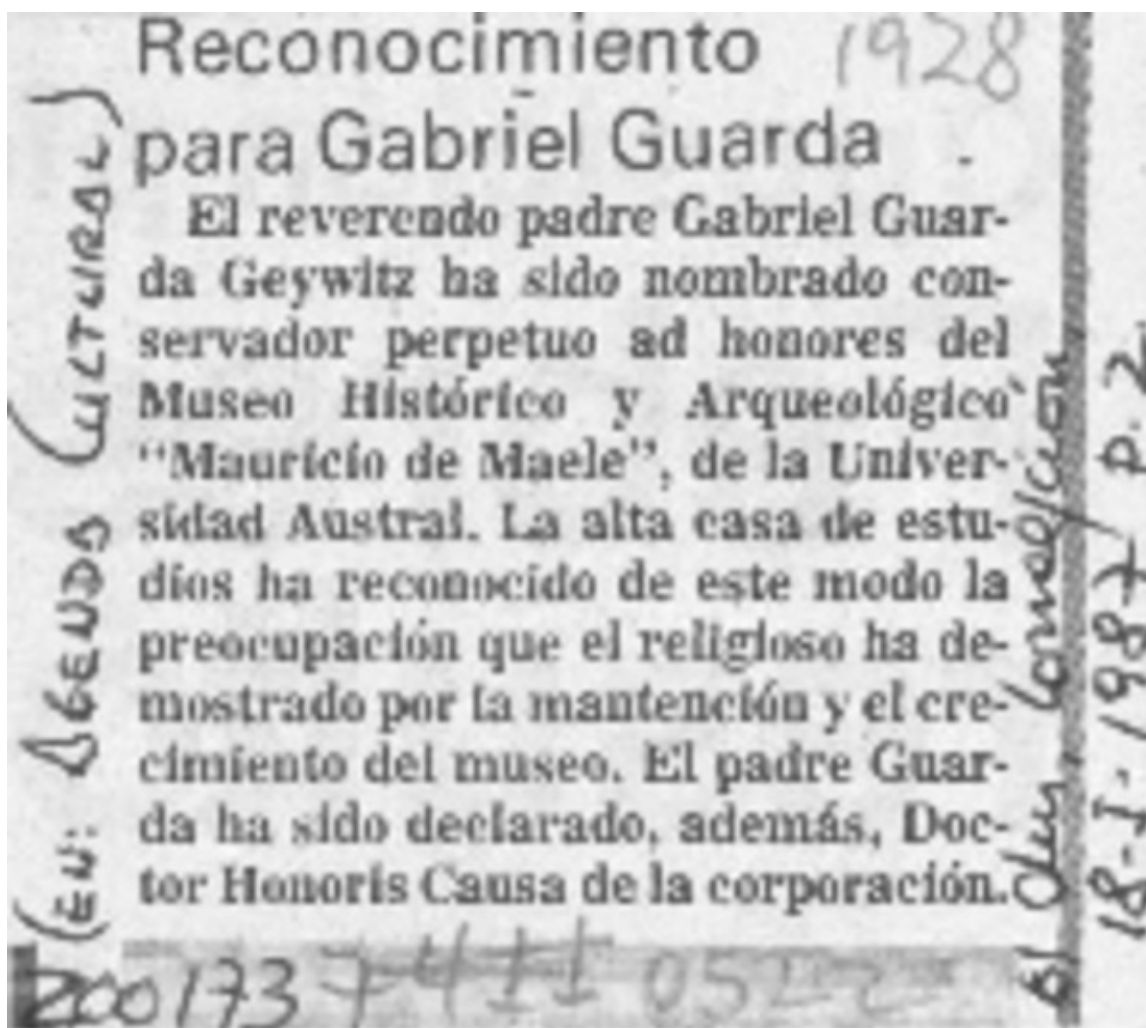 Reconocimiento 1928
para Gabriel Guarda
El reverendo padre Gabriel Guar-
da Geywitz ha sido nombrado con-
servador perpetuo ad honores del
Museo Histórico y Arqueológico
“Mauricio de Maele”, de la Univer-
sidad Austral. La alta casa de estu-
dios ha reconocido de este modo la
preocupación que el religioso ha de-
mostrado por la mantención y el cre-
cimiento del museo. El padre Guar-
da ha sido declarado, además, Doc-
tor Honoris Causa de la corporación.
(EN: AGENDA CULTURAL)
18-I-1987 P. 2
200173